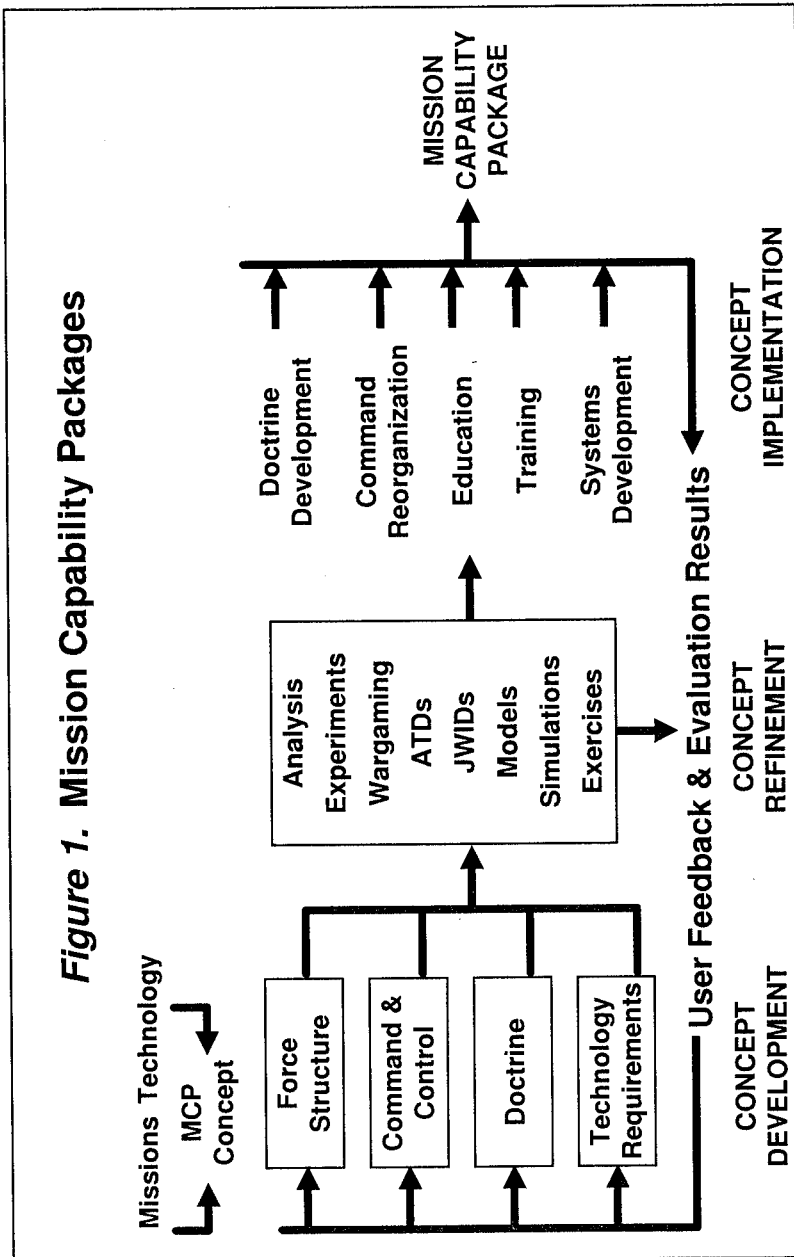 Figure 1. Mission Capability Packages
Missions Technology
MCP
Concept
Force
Structure
Command &
Control
Doctrine
Technology
Requirements
Analysis
Experiments
Wargaming
ATDs
JWIDs
Models
Simulations
Exercises
Doctrine
Development
Command
Reorganization
Education
Training
Systems
Development
MISSION
CAPABILITY
PACKAGE
User Feedback & Evaluation Results
CONCEPT
DEVELOPMENT
CONCEPT
REFINEMENT
CONCEPT
IMPLEMENTATION